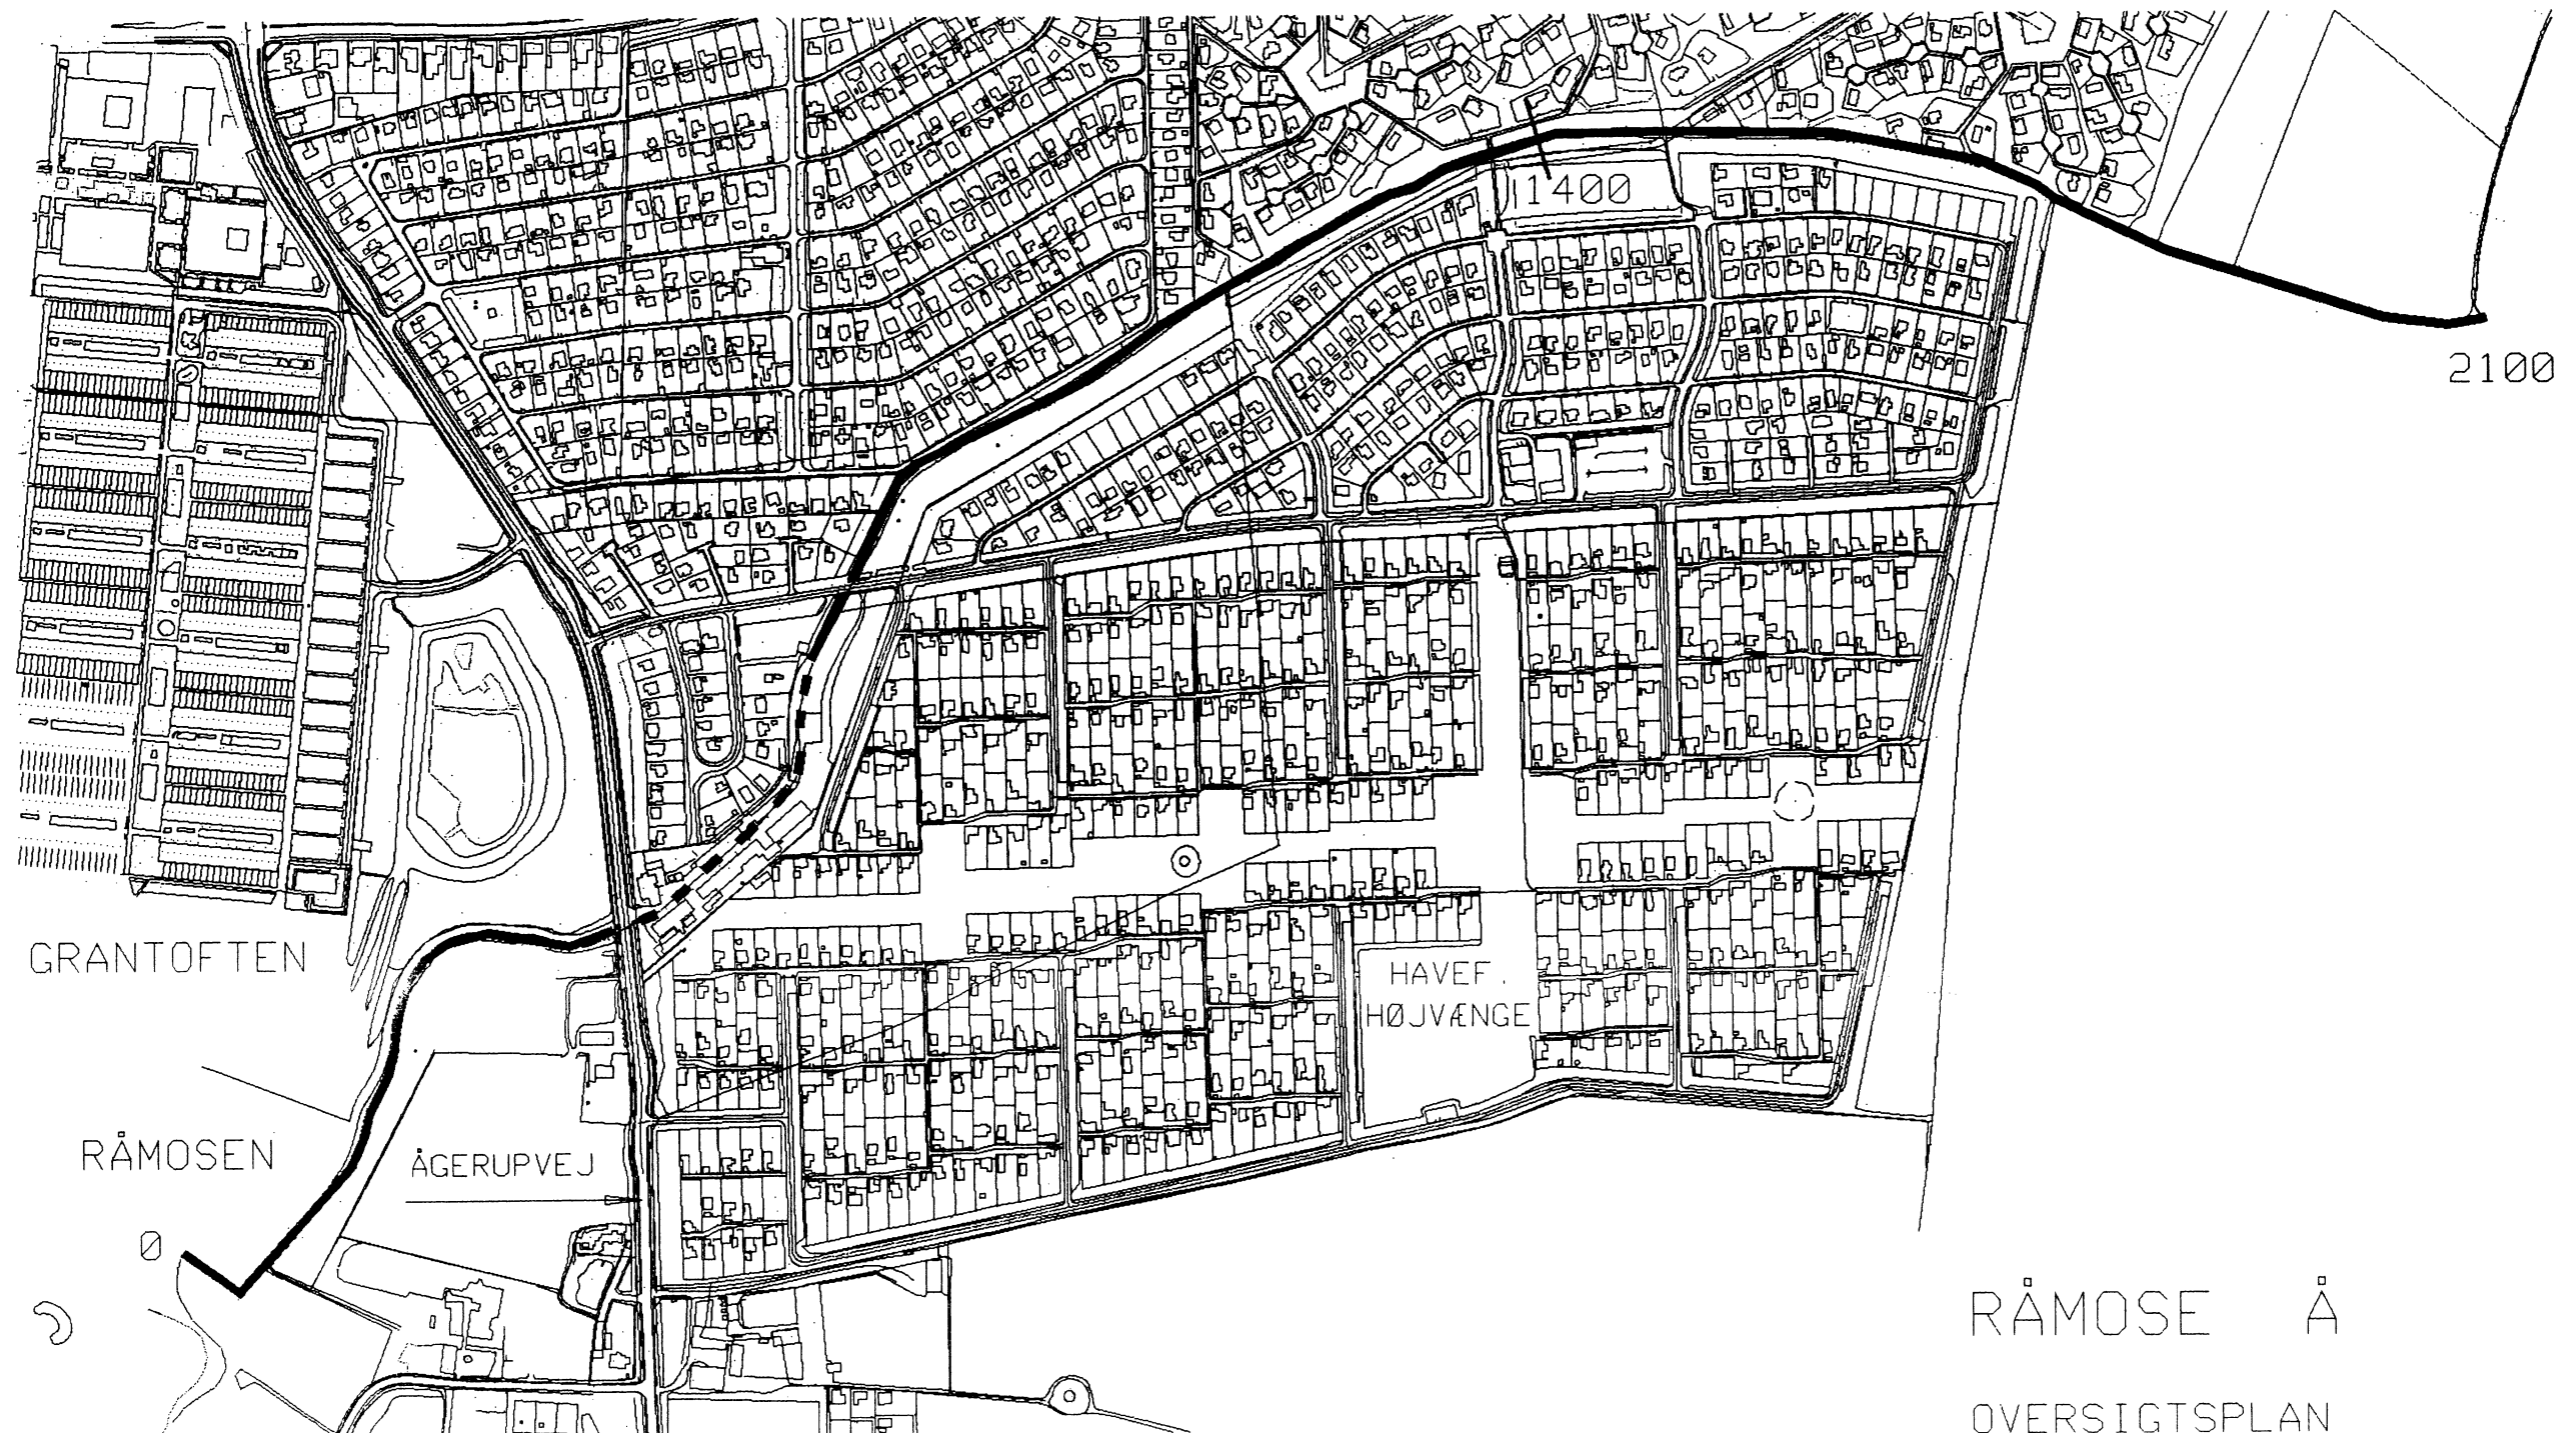 1400
2100
GRANTOFTEN
HAVEF.
HØJVÆNGE
RÅMOSEN
ÅGERUPVEJ
0
RÅMOSE Å
OVERSIGTSPLAN